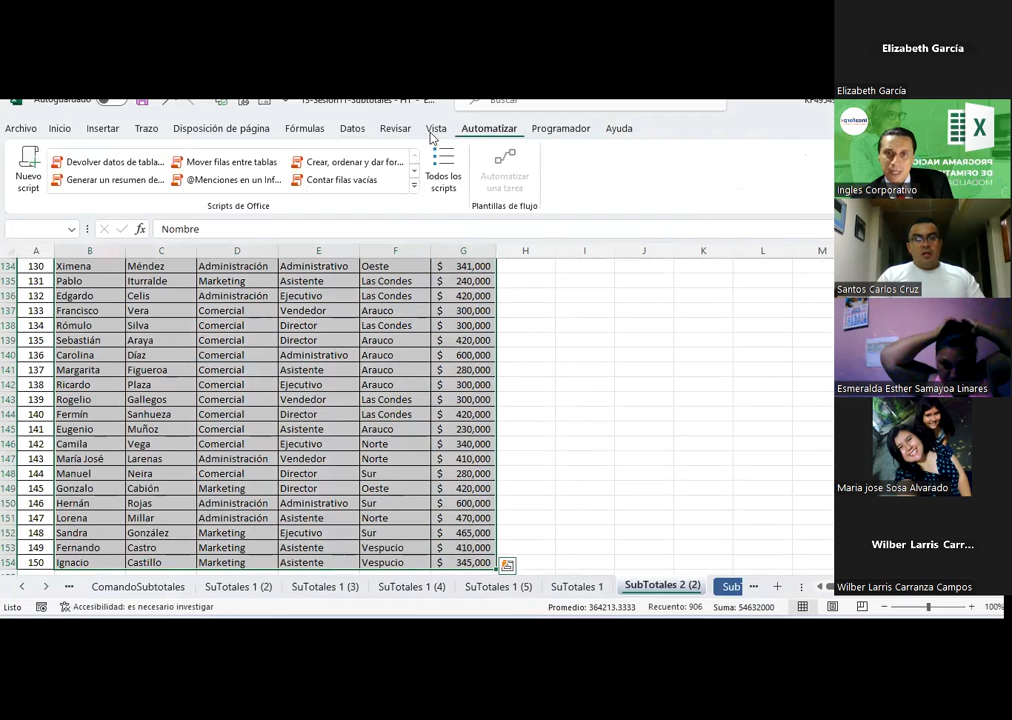 Elizabeth García
Elizabeth García
Autoguardado
13-Sesion11-Subtotales - H1 - E...
Buscar
Archivo Inicio Insertar Trazo Disposición de página Fórmulas Datos Revisar Vista Automatizar Programador Ayuda
Nuevo script
Devolver datos de tabla...
Mover filas entre tablas
Crear, ordenar y dar for...
Generar un resumen de...
@Menciones en un Inf...
Contar filas vacías
Todos los scripts
Automatizar una tarea
Scripts de Office
Plantillas de flujo
Nombre
A B C D E F G H I J K L M
134 130 Ximena Méndez Administración Administrativo Oeste $ 341,000
135 131 Pablo Iturralde Marketing Asistente Las Condes $ 240,000
136 132 Edgardo Celis Administración Ejecutivo Las Condes $ 420,000
137 133 Francisco Vera Comercial Vendedor Arauco $ 300,000
138 134 Rómulo Silva Comercial Director Las Condes $ 300,000
139 135 Sebastián Araya Comercial Director Arauco $ 420,000
140 136 Carolina Díaz Comercial Administrativo Arauco $ 600,000
141 137 Margarita Figueroa Comercial Asistente Arauco $ 280,000
142 138 Ricardo Plaza Comercial Ejecutivo Arauco $ 300,000
143 139 Rogelio Gallegos Comercial Vendedor Las Condes $ 300,000
144 140 Fermín Sanhueza Comercial Director Las Condes $ 420,000
145 141 Eugenio Muñoz Comercial Asistente Arauco $ 230,000
146 142 Camila Vega Comercial Ejecutivo Norte $ 340,000
147 143 María José Larenas Administración Vendedor Norte $ 410,000
148 144 Manuel Neira Comercial Director Sur $ 280,000
149 145 Gonzalo Cabión Marketing Director Oeste $ 420,000
150 146 Hernán Rojas Administración Administrativo Sur $ 600,000
151 147 Lorena Millar Administración Asistente Norte $ 470,000
152 148 Sandra González Marketing Ejecutivo Sur $ 465,000
153 149 Fernando Castro Marketing Asistente Vespucio $ 410,000
154 150 Ignacio Castillo Marketing Asistente Vespucio $ 345,000
ComandoSubtotales SuTotales 1 (2) SuTotales 1 (3) SuTotales 1 (4) SuTotales 1 (5) SuTotales 1 SubTotales 2 (2) Sub
Listo Accesibilidad: es necesario investigar Promedio: 364213.3333 Recuento: 906 Suma: 54632000 100%
PROGRAMA NACIO
DE OFIMATIC
MODALID
Ingles Corporativo
Santos Carlos Cruz
Esmeralda Esther Samayoa Linares
Maria jose Sosa Alvarado
Wilber Larris Carr...
Wilber Larris Carranza Campos